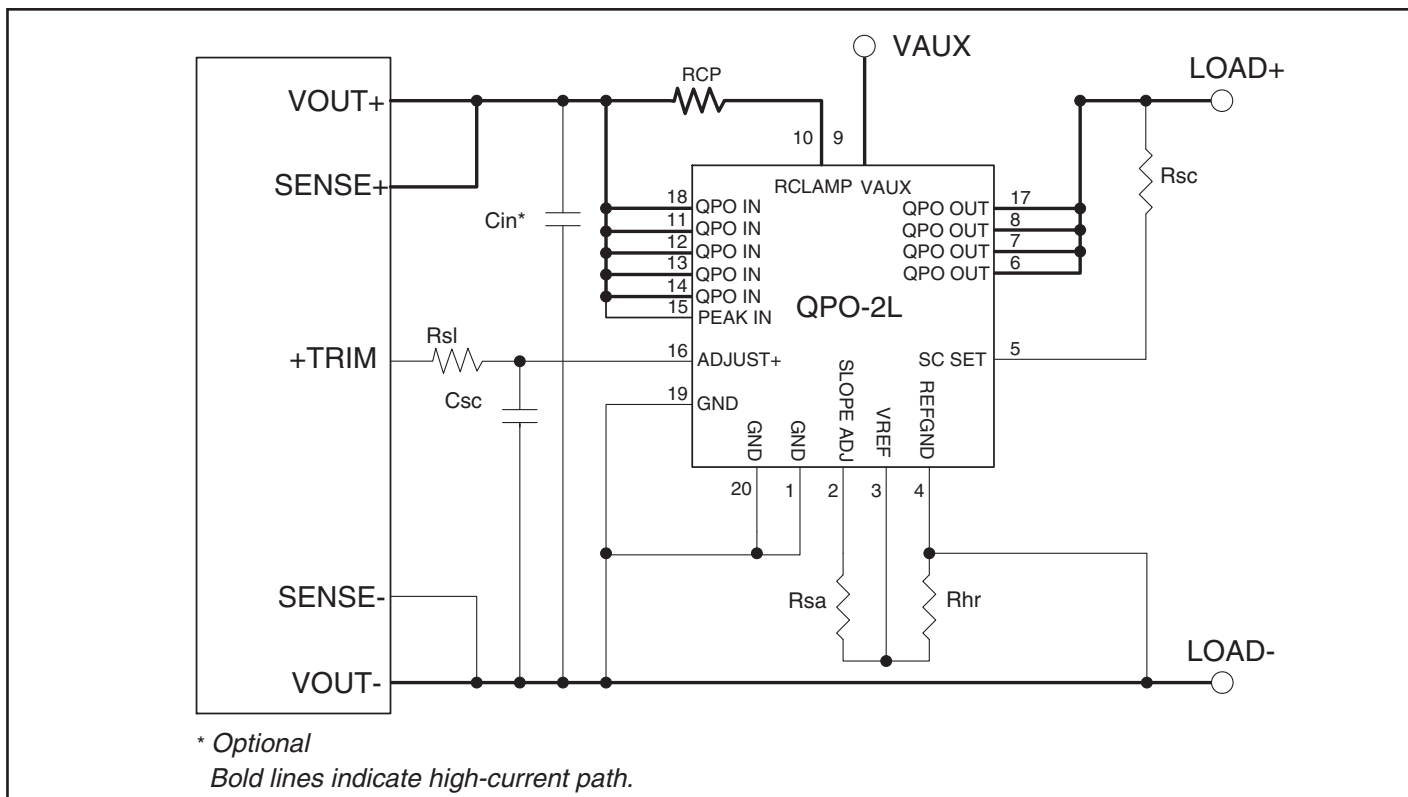 VAUX
LOAD+
VOUT+
RCP
10
9
SENSE+
RCLAMP
VAUX
Rsc
Cin*
18
QPO IN
11
QPO IN
12
QPO IN
13
QPO IN
14
QPO IN
15
PEAK IN
QPO OUT
17
QPO OUT
8
QPO OUT
7
QPO OUT
6
QPO-2L
+TRIM
Rsl
16
ADJUST+
SC SET
5
Csc
19
GND
GND
GND
SLOPE ADJ
VREF
REFGND
20
1
2
3
4
Rsa
Rhr
SENSE-
VOUT-
LOAD-
* Optional
Bold lines indicate high-current path.